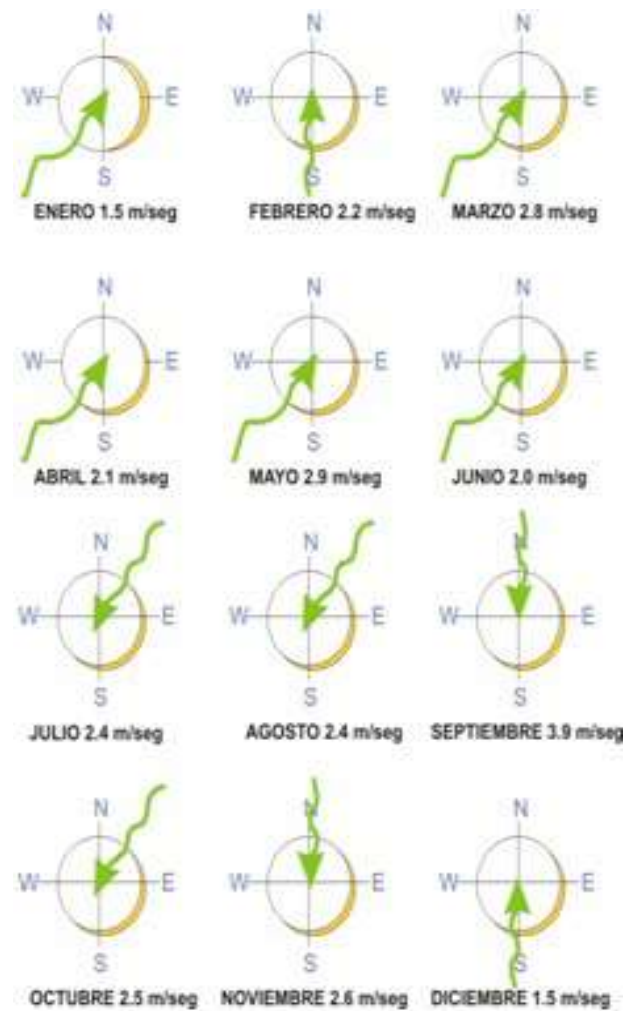 N N N
W E W E W E
S S S
ENERO 1.5 m/seg FEBRERO 2.2 m/seg MARZO 2.8 m/seg
N N N
W E W E W E
S S S
ABRIL 2.1 m/seg MAYO 2.9 m/seg JUNIO 2.0 m/seg
N N N
W E W E W E
S S S
JULIO 2.4 m/seg AGOSTO 2.4 m/seg SEPTIEMBRE 3.9 m/seg
N N N
W E W E W E
S S S
OCTUBRE 2.5 m/seg NOVIEMBRE 2.6 m/seg DICIEMBRE 1.5 m/seg